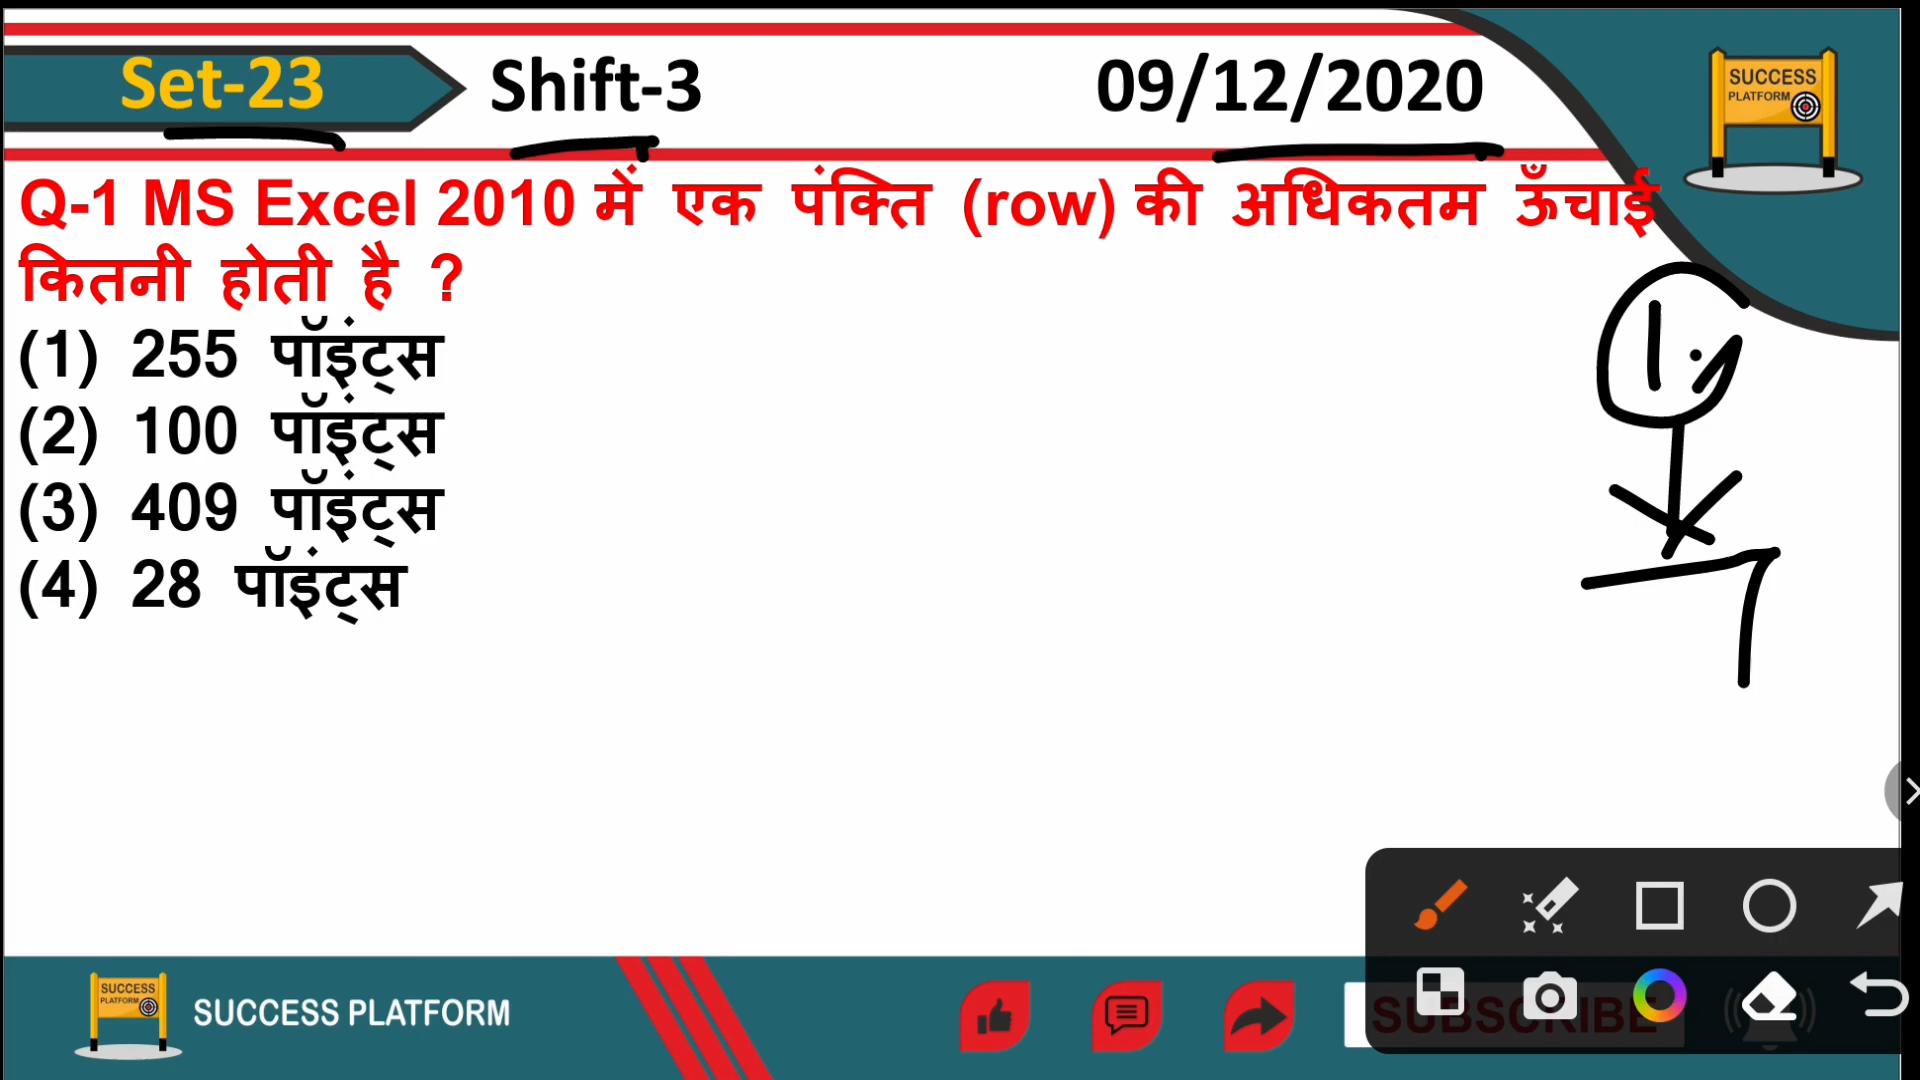 Set-23 Shift-3 09/12/2020
SUCCESS
PLATFORM
Q-1 MS Excel 2010 में एक पंक्ति (row) की अधिकतम ऊँचाई
कितनी होती है ?
(1) 255 पॉइंट्स
(2) 100 पॉइंट्स
(3) 409 पॉइंट्स
(4) 28 पॉइंट्स
SUCCESS
PLATFORM
SUCCESS PLATFORM
SUBSCRIBE